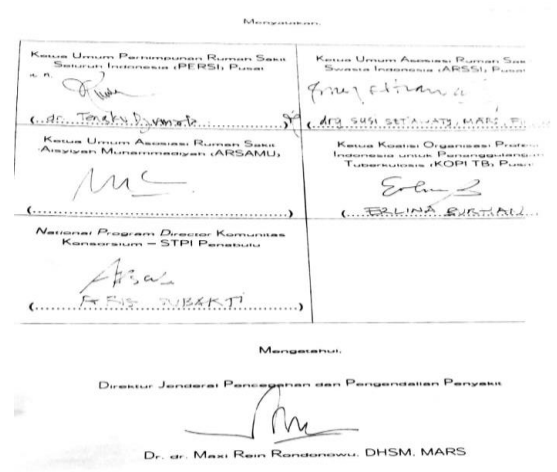 Menyatakan,
Ketua Umum Perhimpunan Rumah Sakit
Seluruh Indonesia (PERSI) Pusat
a.n.
(dr. Tengku Djumala)
Ketua Umum Asosiasi Rumah Sak
Swasta Indonesia (ARSSI) Pusat
(drg SUSI SETIAWATY, MARS,
Ketua Umum Asosiasi Rumah Sakit
Aisyiyah Muhammadiyah (ARSAMU)
(....................)
Ketua Koalisi Organisasi Profesi
Indonesia untuk Penanggulangan
Tuberkulosis (KOPI TB) Pusat
(ERLINA BURHAN
National Program Director Komunitas
Konsorsium – STPI Penabulu
(SUBAKTI)
Mengetahui,
Direktur Jenderal Pencegahan dan Pengendalian Penyakit
Dr. dr. Maxi Rein Rondonuwu, DHSM, MARS